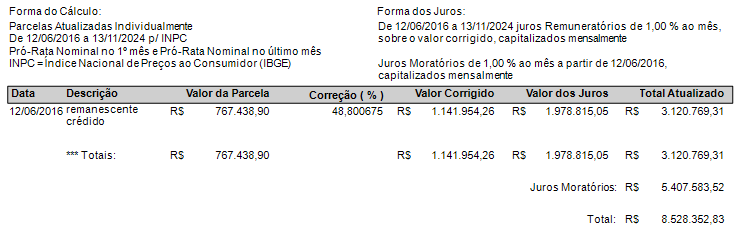 Forma do Cálculo:
Parcelas Atualizadas Individualmente
De 12/06/2016 a 13/11/2024 p/ INPC
Pró-Rata Nominal no 1º mês e Pró-Rata Nominal no último mês
INPC = Índice Nacional de Preços ao Consumidor (IBGE)
Forma dos Juros:
De 12/06/2016 a 13/11/2024 juros Remuneratórios de 1,00 % ao mês,
sobre o valor corrigido, capitalizados mensalmente
Juros Moratórios de 1,00 % ao mês a partir de 12/06/2016,
capitalizados mensalmente
Data Descrição Valor da Parcela Correção ( % ) Valor Corrigido Valor dos Juros Total Atualizado
12/06/2016 remanescente R$ 767.438,90 48,800675 R$ 1.141.954,26 R$ 1.978.815,05 R$ 3.120.769,31
crédido
*** Totais: R$ 767.438,90 R$ 1.141.954,26 R$ 1.978.815,05 R$ 3.120.769,31
Juros Moratórios: R$ 5.407.583,52
Total: R$ 8.528.352,83